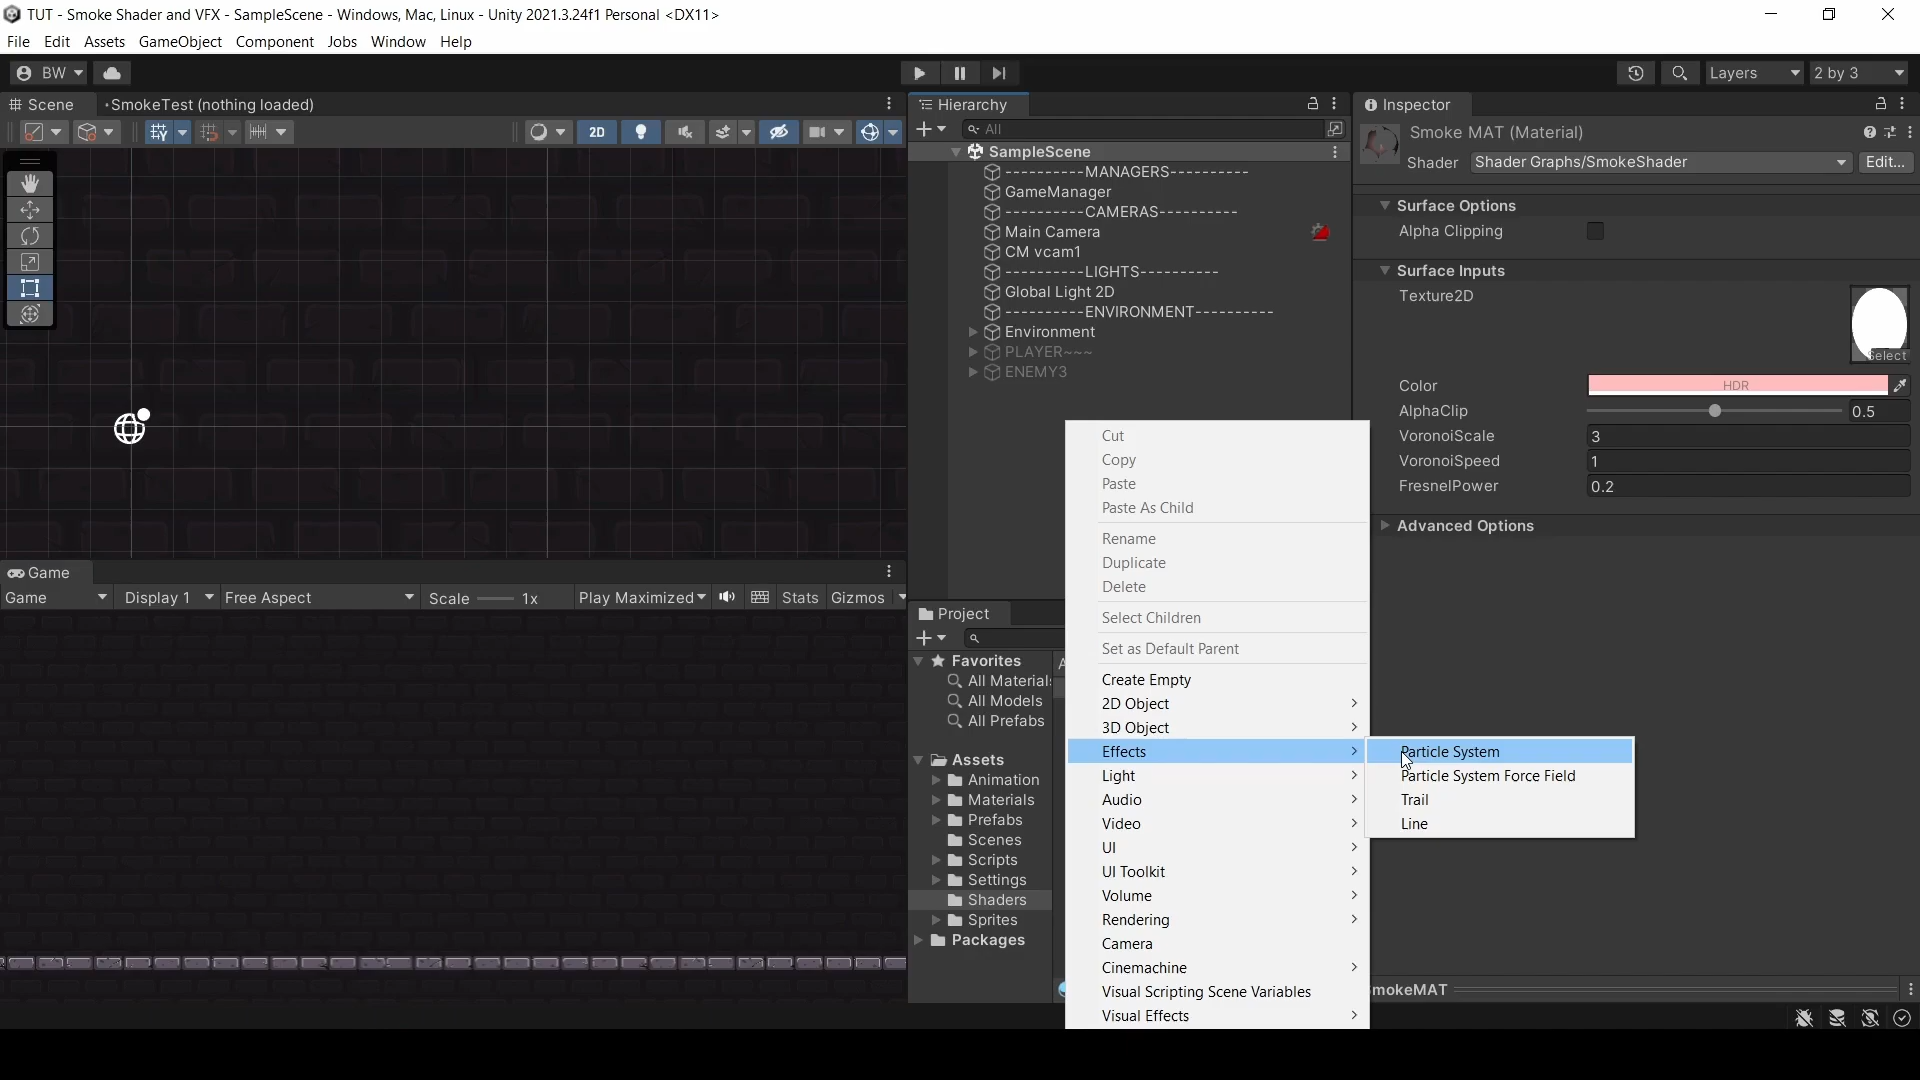 TUT - Smoke Shader and VFX - SampleScene - Windows, Mac, Linux - Unity 2021.3.24f1 Personal <DX11>
File Edit Assets GameObject Component Jobs Window Help
BW Layers 2 by 3
Scene •SmokeTest (nothing loaded)
2D
Hierarchy
All
SampleScene
----------MANAGERS----------
GameManager
----------CAMERAS----------
Main Camera
CM vcam1
----------LIGHTS----------
Global Light 2D
----------ENVIRONMENT----------
Environment
PLAYER~~~
ENEMY3
Inspector
Smoke MAT (Material)
Shader Shader Graphs/SmokeShader Edit...
Surface Options
Alpha Clipping
Surface Inputs
Texture2D
Select
Color HDR
AlphaClip 0.5
VoronoiScale 3
VoronoiSpeed 1
FresnelPower 0.2
Advanced Options
Cut
Copy
Paste
Paste As Child
Rename
Duplicate
Delete
Select Children
Set as Default Parent
Create Empty
2D Object
3D Object
Effects
Light
Audio
Video
UI
UI Toolkit
Volume
Rendering
Camera
Cinemachine
Visual Scripting Scene Variables
Visual Effects
Particle System
Particle System Force Field
Trail
Line
Game
Game Display 1 Free Aspect Scale 1x Play Maximized Stats Gizmos
Project
Favorites
All Materials
All Models
All Prefabs
Assets
Animation
Materials
Prefabs
Scenes
Scripts
Settings
Shaders
Sprites
Packages
mokeMAT